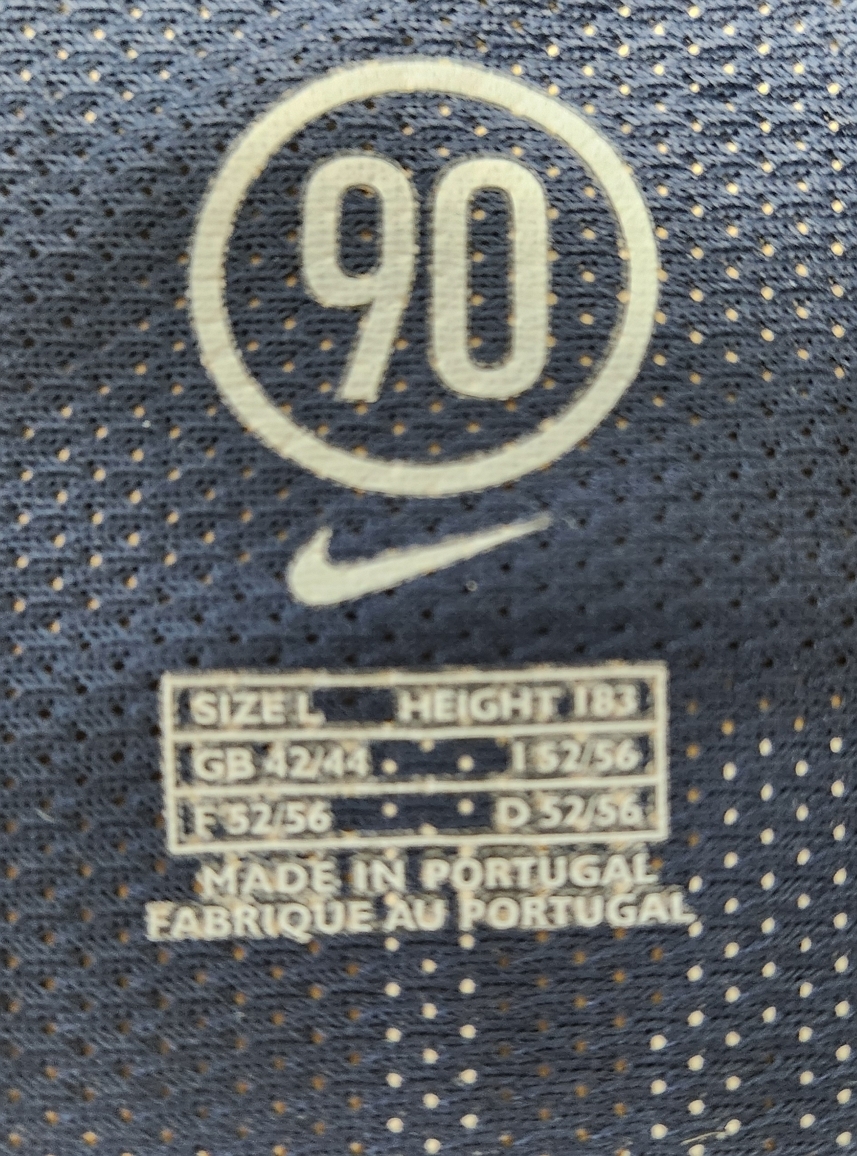 90
SIZE L HEIGHT 183
GB 42/44 I 52/56
F 52/56 D 52/56
MADE IN PORTUGAL
FABRIQUE AU PORTUGAL